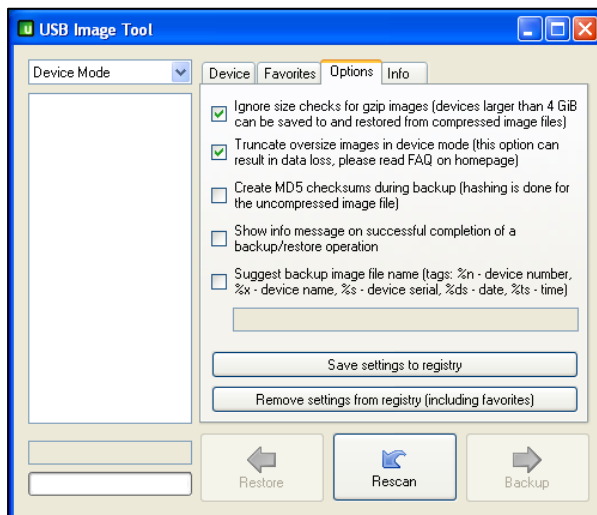 USB Image Tool
Device Mode
Device Favorites Options Info
Ignore size checks for gzip images (devices larger than 4 GiB
can be saved to and restored from compressed image files)
Truncate oversize images in device mode (this option can
result in data loss, please read FAQ on homepage)
Create MD5 checksums during backup (hashing is done for
the uncompressed image file)
Show info message on successful completion of a
backup/restore operation
Suggest backup image file name (tags: %n - device number,
%x - device name, %s - device serial, %ds - date, %ts - time)
Save settings to registry
Remove settings from registry (including favorites)
Restore
Rescan
Backup